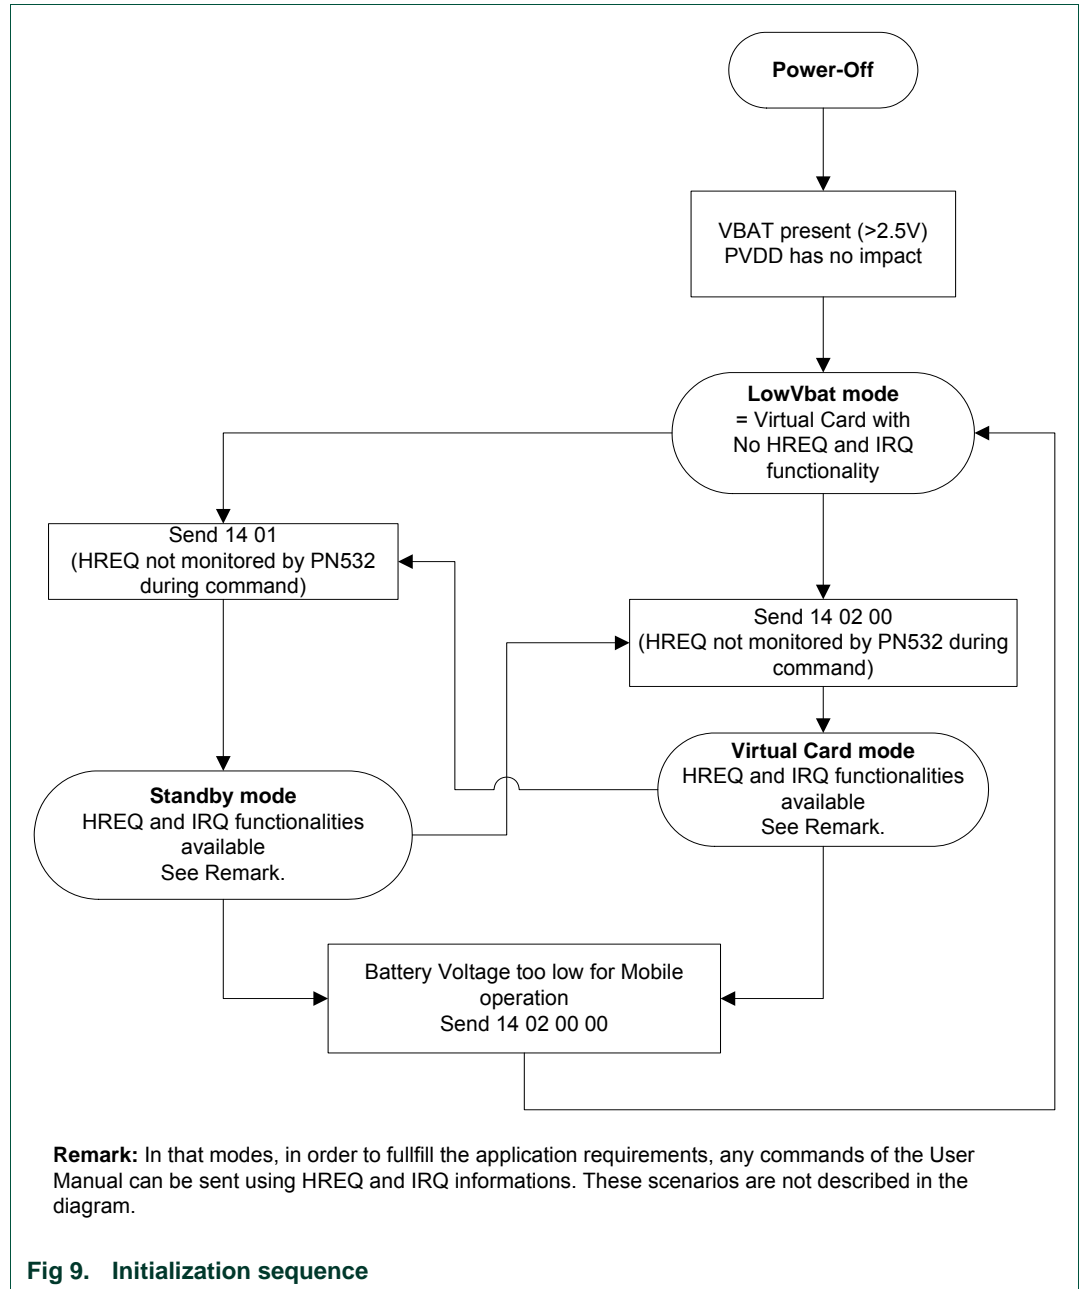 Power-Off
VBAT present (>2.5V)
PVDD has no impact
LowVbat mode
= Virtual Card with
No HREQ and IRQ
functionality
Send 14 01
(HREQ not monitored by PN532
during command)
Send 14 02 00
(HREQ not monitored by PN532 during
command)
Virtual Card mode
HREQ and IRQ functionalities
available
See Remark.
Standby mode
HREQ and IRQ functionalities
available
See Remark.
Battery Voltage too low for Mobile
operation
Send 14 02 00 00
Remark: In that modes, in order to fullfill the application requirements, any commands of the User
Manual can be sent using HREQ and IRQ informations. These scenarios are not described in the
diagram.
Fig 9. Initialization sequence